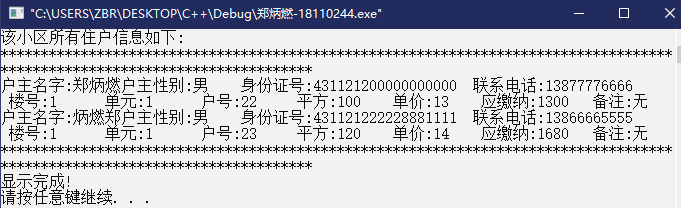 "C:\USERS\ZBR\DESKTOP\C++\Debug\郑炳燃-18110244.exe"
该小区所有住户信息如下:
************************************************************************************
***************************************
户主名字:郑炳燃户主性别:男    身份证号:431121200000000000  联系电话:13877776666
 楼号:1      单元:1      户号:22     平方:100    单价:13    应缴纳:1300   备注:无
户主名字:炳燃郑户主性别:男    身份证号:431121222228881111  联系电话:13866665555
 楼号:1      单元:1      户号:23     平方:120    单价:14    应缴纳:1680   备注:无
************************************************************************************
***************************************
显示完成!
请按任意键继续. . .